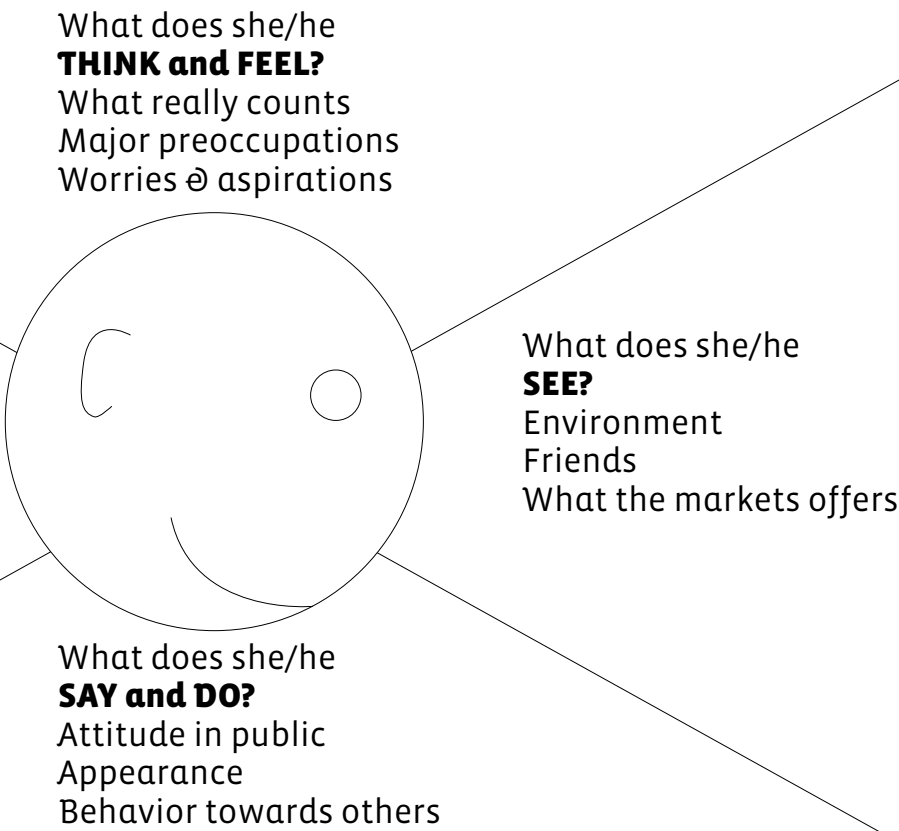 What does she/he
THINK and FEEL?
What really counts
Major preoccupations
Worries & aspirations
What does she/he
SEE?
Environment
Friends
What the markets offers
What does she/he
SAY and DO?
Attitude in public
Appearance
Behavior towards others